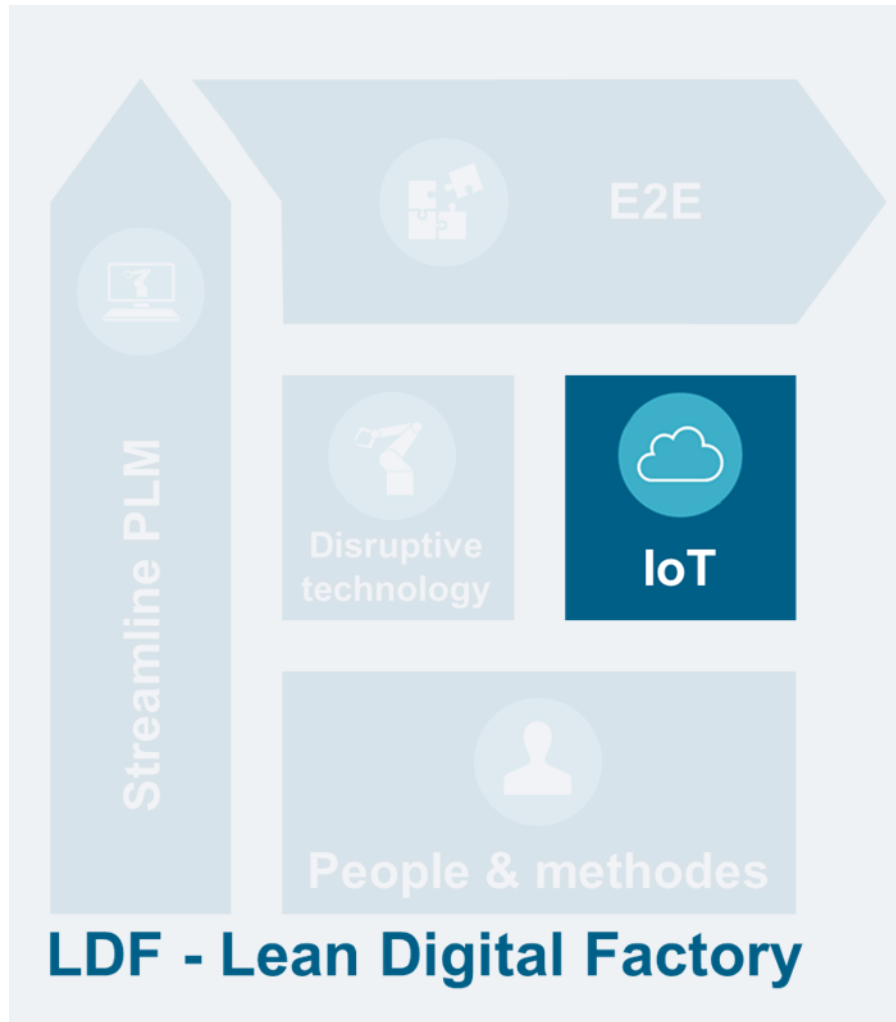 E2E
Streamline PLM
Disruptive
technology
IoT
People & methodes
LDF - Lean Digital Factory